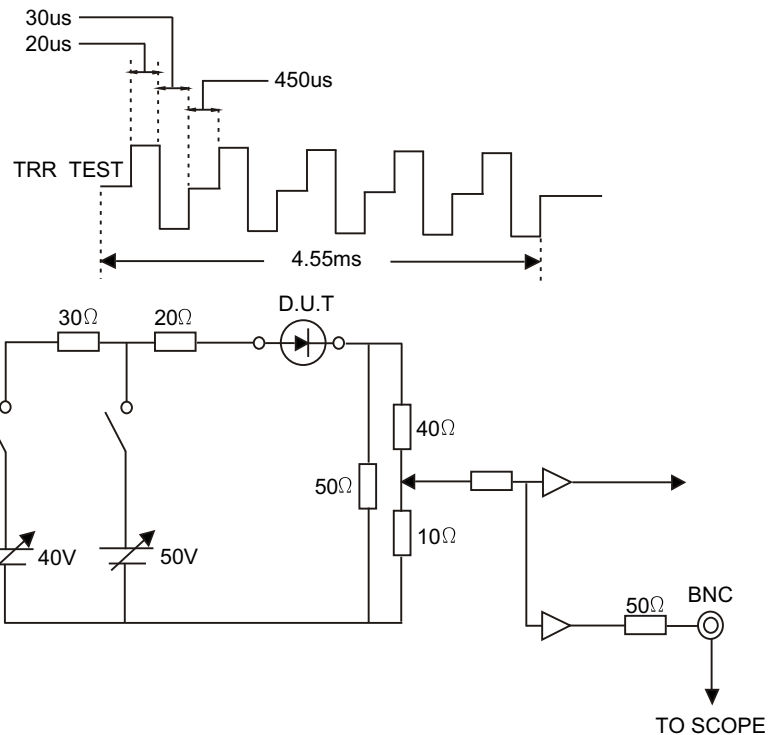 30us
20us
450us
TRR TEST
4.55ms
D.U.T
30Ω
20Ω
40Ω
50Ω
10Ω
40V
50V
50Ω
BNC
TO SCOPE